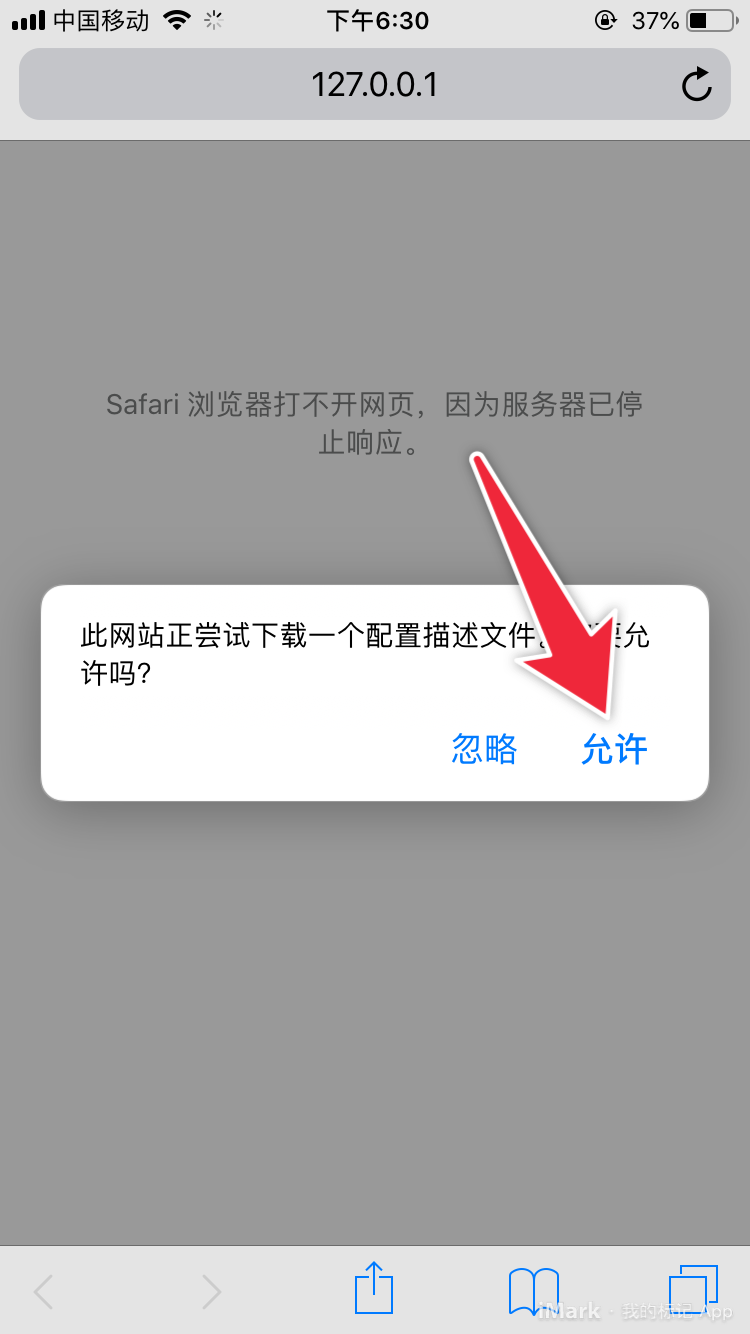 中国移动
下午6:30
37%
127.0.0.1
Safari 浏览器打不开网页，因为服务器已停
止响应。
此网站正尝试下载一个配置描述文件。要允
许吗?
忽略
允许
iMark · 我的标记 App